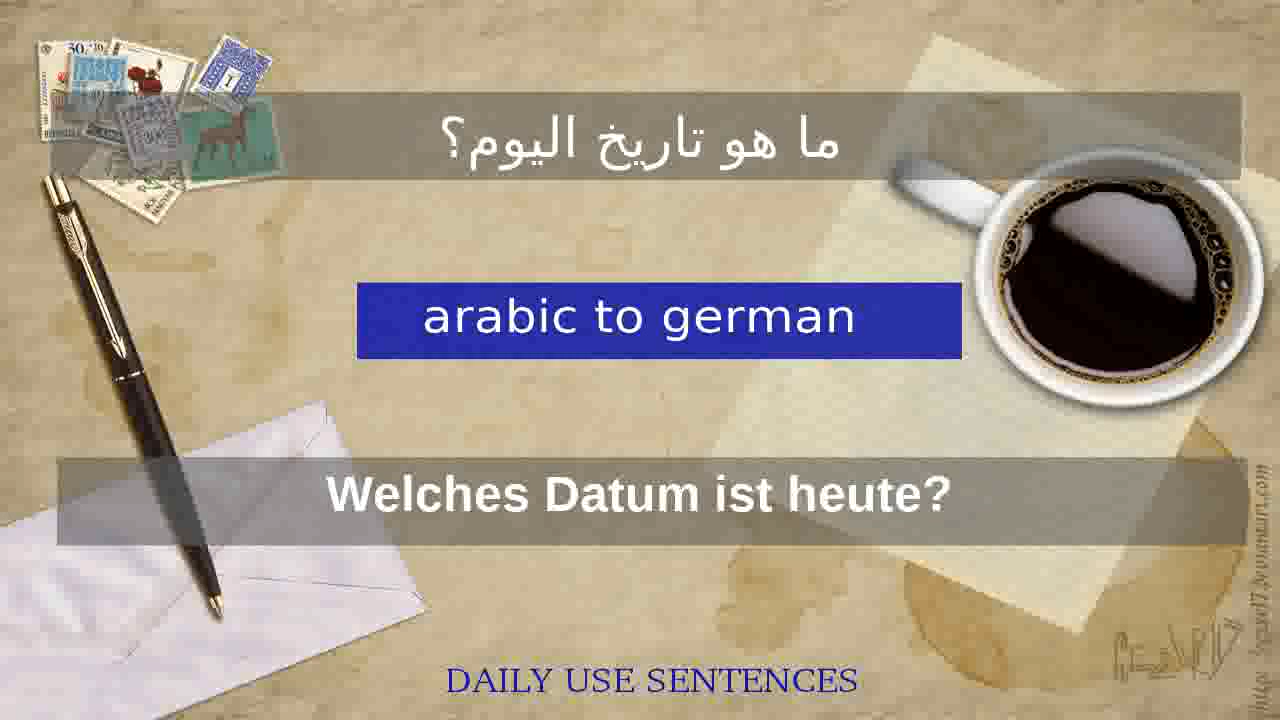 ما هو تاريخ اليوم؟
arabic to german
Welches Datum ist heute?
DAILY USE SENTENCES